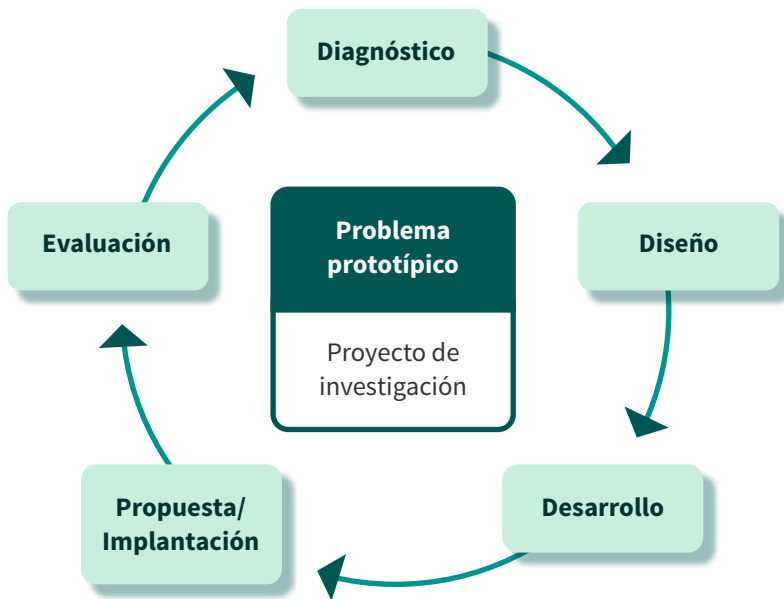 Diagnóstico
Diseño
Desarrollo
Propuesta/
Implantación
Evaluación
Problema
prototípico
Proyecto de
investigación